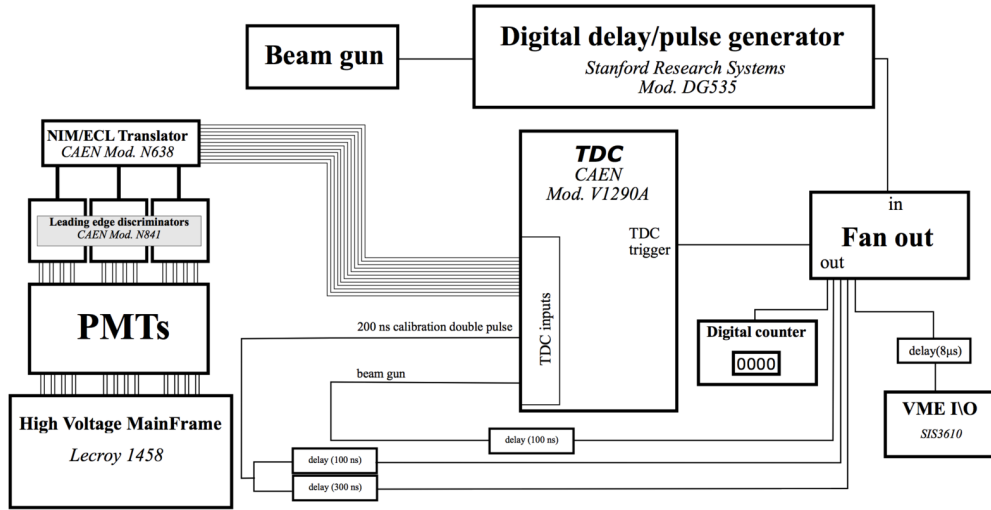 Beam gun
Digital delay/pulse generator
Stanford Research Systems
Mod. DG535
NIM/ECL Translator
CAEN Mod. N638
Leading edge discriminators
CAEN Mod. N841
PMTs
High Voltage MainFrame
Lecroy 1458
TDC
CAEN
Mod. V1290A
TDC
trigger
TDC inputs
in
Fan out
out
200 ns calibration double pulse
beam gun
delay (100 ns)
delay (100 ns)
delay (300 ns)
Digital counter
0000
delay(8μs)
VME I\O
SIS3610